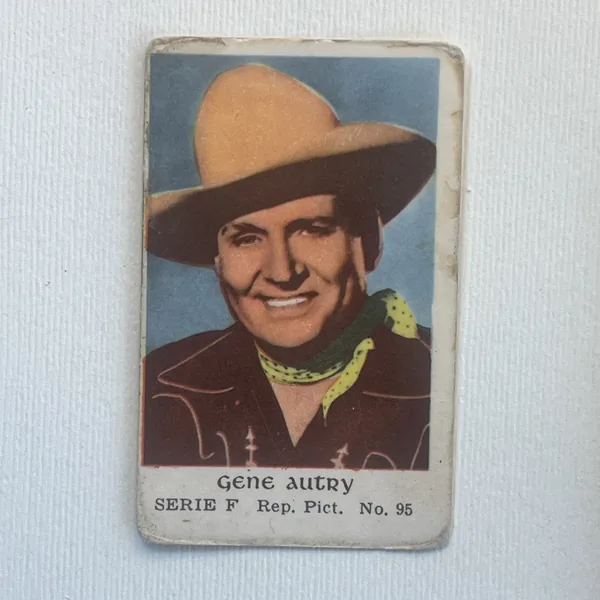 Gene Autry
SERIE F Rep. Pict. No. 95